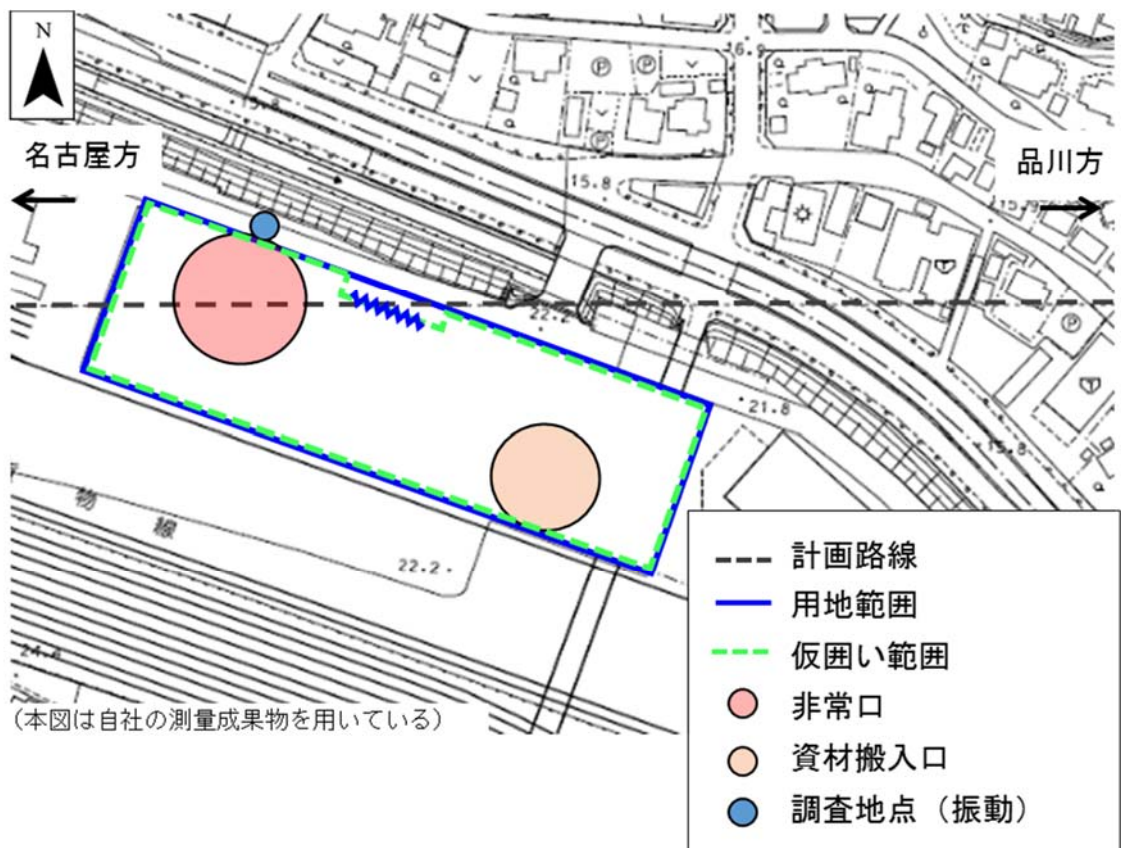 N
16.9
15.8
名古屋方
品川方
15.8
22.2
21.8
15.8
物線
22.2
24.6
(本図は自社の測量成果物を用いている)
計画路線
用地範囲
仮囲い範囲
非常口
資材搬入口
調査地点（振動）